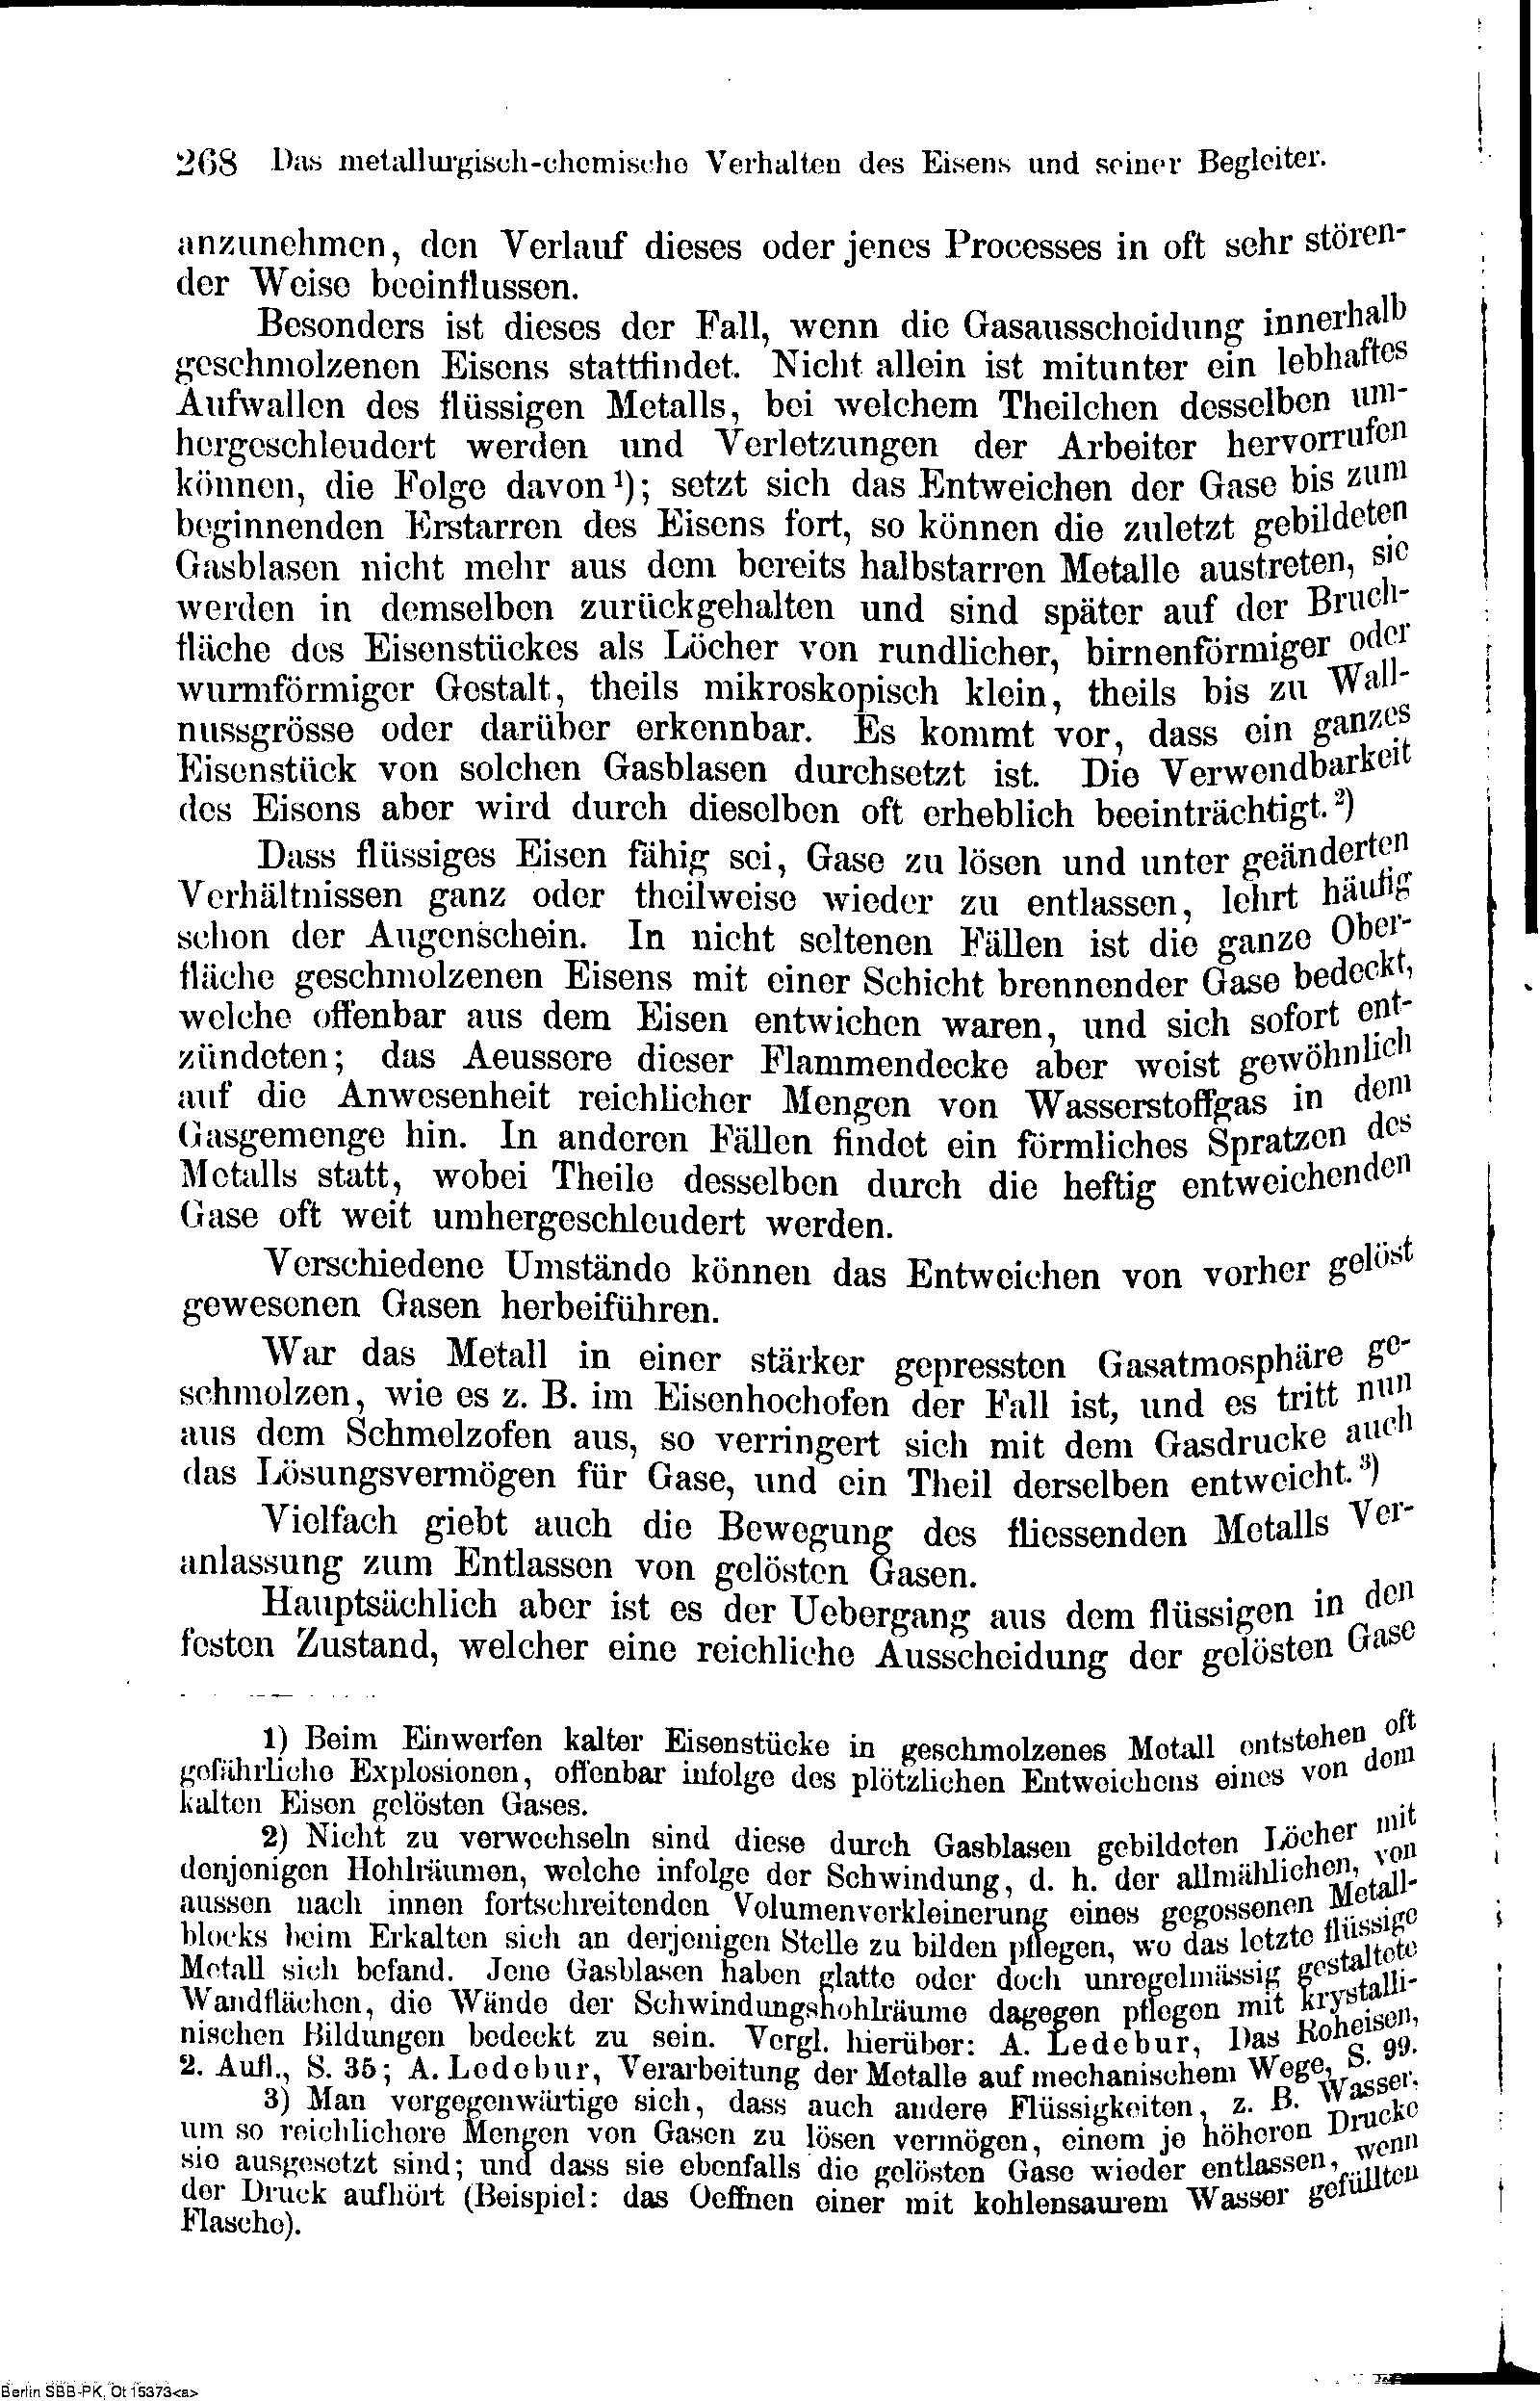 268 Das metallurgisch-chemische Verhalten des Eisens und seiner Begleiter.
anzunehmen, den Verlauf dieses oder jenes Processes in oft sehr stören-
der Weise beeinflussen.
Besonders ist dieses der Fall, wenn die Gasausscheidung innerhalb
geschmolzenen Eisens stattfindet. Nicht allein ist mitunter ein lebhaftes
Aufwallen des flüssigen Metalls, bei welchem Theilchen desselben um-
hergeschleudert werden und Verletzungen der Arbeiter hervorrufen
können, die Folge davon¹); setzt sich das Entweichen der Gase bis zum
beginnenden Erstarren des Eisens fort, so können die zuletzt gebildeten
Gasblasen nicht mehr aus dem bereits halbstarren Metalle austreten, sie
werden in demselben zurückgehalten und sind später auf der Bruch-
fläche des Eisenstückes als Löcher von rundlicher, birnenförmiger oder
wurmförmiger Gestalt, theils mikroskopisch klein, theils bis zu Wall-
nussgrösse oder darüber erkennbar. Es kommt vor, dass ein ganzes
Eisenstück von solchen Gasblasen durchsetzt ist. Die Verwendbarkeit
des Eisens aber wird durch dieselben oft erheblich beeinträchtigt.²)
Dass flüssiges Eisen fähig sei, Gase zu lösen und unter geänderten
Verhältnissen ganz oder theilweise wieder zu entlassen, lehrt häufig
schon der Augenschein. In nicht seltenen Fällen ist die ganze Ober-
fläche geschmolzenen Eisens mit einer Schicht brennender Gase bedeckt,
welche offenbar aus dem Eisen entwichen waren, und sich sofort ent-
zündeten; das Aeussere dieser Flammendecke aber weist gewöhnlich
auf die Anwesenheit reichlicher Mengen von Wasserstoffgas in dem
Gasgemenge hin. In anderen Fällen findet ein förmliches Spratzen des
Metalls statt, wobei Theile desselben durch die heftig entweichenden
Gase oft weit umhergeschleudert werden.
Verschiedene Umstände können das Entweichen von vorher gelöst
gewesenen Gasen herbeiführen.
War das Metall in einer stärker gepressten Gasatmosphäre ge-
schmolzen, wie es z. B. im Eisenhochofen der Fall ist, und es tritt nun
aus dem Schmelzofen aus, so verringert sich mit dem Gasdrucke auch
das Lösungsvermögen für Gase, und ein Theil derselben entweicht.³)
Vielfach giebt auch die Bewegung des fliessenden Metalls Ver-
anlassung zum Entlassen von gelösten Gasen.
Hauptsächlich aber ist es der Uebergang aus dem flüssigen in den
festen Zustand, welcher eine reichliche Ausscheidung der gelösten Gase
1) Beim Einwerfen kalter Eisenstücke in geschmolzenes Metall entstehen oft
gefährliche Explosionen, offenbar infolge des plötzlichen Entweichens eines von dem
kalten Eisen gelösten Gases.
2) Nicht zu verwechseln sind diese durch Gasblasen gebildeten Löcher mit
denjenigen Hohlräumen, welche infolge der Schwindung, d. h. der allmählichen, von
aussen nach innen fortschreitenden Volumenverkleinerung eines gegossenen Metall-
blocks beim Erkalten sich an derjenigen Stelle zu bilden pflegen, wo das letzte flüssige
Metall sich befand. Jene Gasblasen haben glatte oder doch unregelmässig gestaltete
Wandflächen, die Wände der Schwindungshohlräume dagegen pflegen mit krystalli-
nischen Bildungen bedeckt zu sein. Vergl. hierüber: A. Ledebur, Das Roheisen,
2. Aufl., S. 35; A. Ledebur, Verarbeitung der Metalle auf mechanischem Wege, S. 99.
3) Man vergegenwärtige sich, dass auch andere Flüssigkeiten, z. B. Wasser,
um so reichlichere Mengen von Gasen zu lösen vermögen, einem je höheren Drucke
sie ausgesetzt sind; und dass sie ebenfalls die gelösten Gase wieder entlassen, wenn
der Druck aufhört (Beispiel: das Oeffnen einer mit kohlensaurem Wasser gefüllten
Flasche).
Berlin SBB-PK, Ot 15373<a>